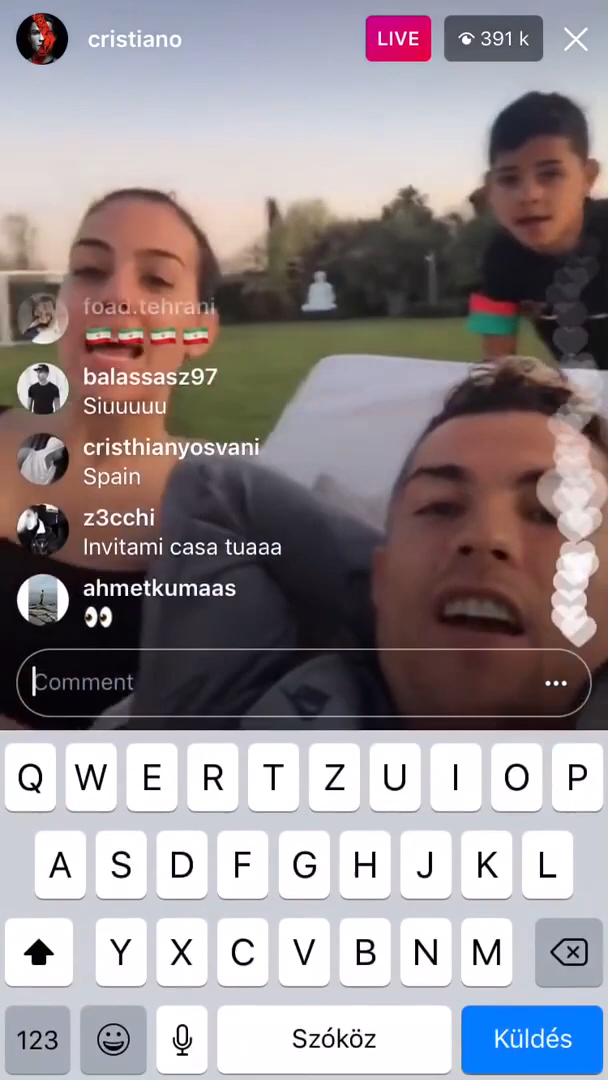 cristiano
LIVE
391 k
foad.tehrani
balassasz97
Siuuuuu
cristhianyosvani
Spain
z3cchi
Invitami casa tuaaa
ahmetkumaas
Comment
Q W E R T Z U I O P
A S D F G H J K L
Y X C V B N M
123
Szóköz
Küldés